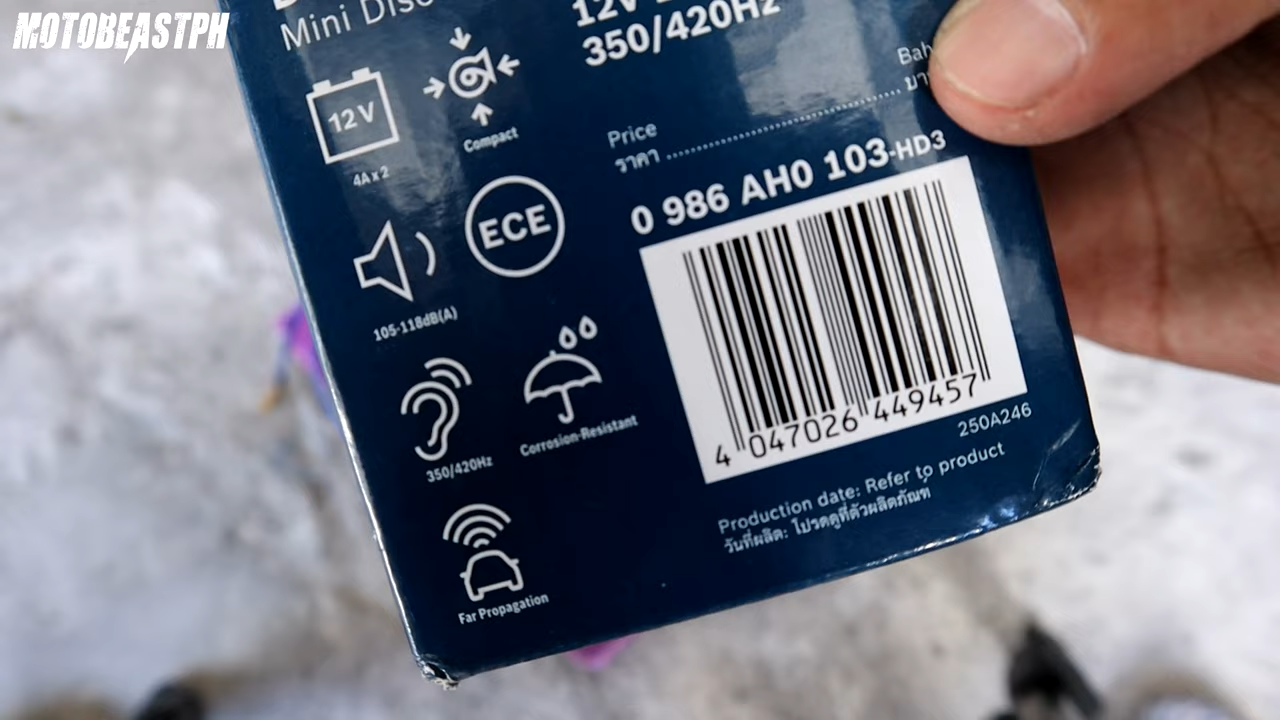 MOTOBEASTPH
Mini Disc
12V
350/420Hz
12V
4A x 2
Compact
Price
ราคา
0 986 AH0 103-HD3
ECE
105-118dB(A)
350/420Hz
Corrosion-Resistant
4 047026 449457
250A246
Production date: Refer to product
วันที่ผลิต: โปรดดูที่ตัวผลิตภัณฑ์
Far Propagation